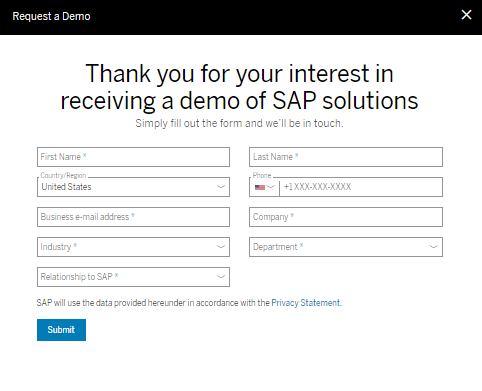 Request a Demo
Thank you for your interest in
receiving a demo of SAP solutions
Simply fill out the form and we'll be in touch.
First Name *
Last Name *
Country/Region
United States
Phone
+1 XXX-XXX-XXXX
Business e-mail address *
Company *
Industry *
Department *
Relationship to SAP *
SAP will use the data provided hereunder in accordance with the Privacy Statement.
Submit